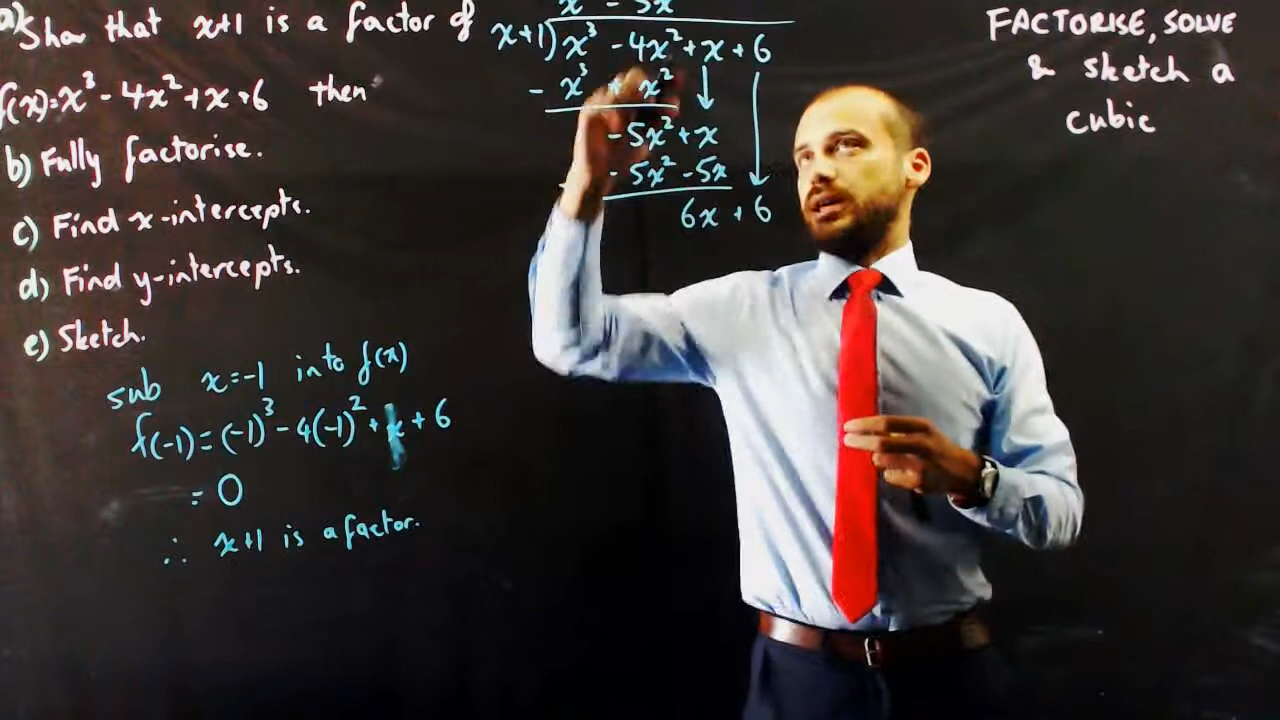 a) Show that x+1 is a factor of
f(x)=x³ - 4x² + x + 6 then
b) Fully factorise.
c) Find x-intercepts.
d) Find y-intercepts.
e) Sketch.
sub x=-1 into f(x)
f(-1) = (-1)³ - 4(-1)² + + 6
= 0
∴ x+1 is a factor.
x - 5x
x+1) x³ - 4x² + x + 6
- x³ + x²
-5x² + x
- 5x² - 5x
6x + 6
FACTORISE, SOLVE
& sketch a
cubic